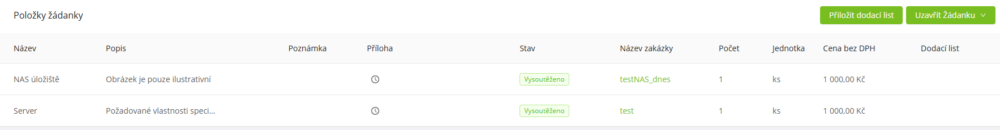 Položky žádanky
Přiložit dodací list
Uzavřít Žádanku
Název Popis Poznámka Příloha Stav Název zakázky Počet Jednotka Cena bez DPH Dodací list
NAS úložiště Obrázek je pouze ilustrativní Vysoutěženo testNAS_dnes 1 ks 1 000,00 Kč
Server Požadované vlastnosti speci... Vysoutěženo test 1 ks 1 000,00 Kč